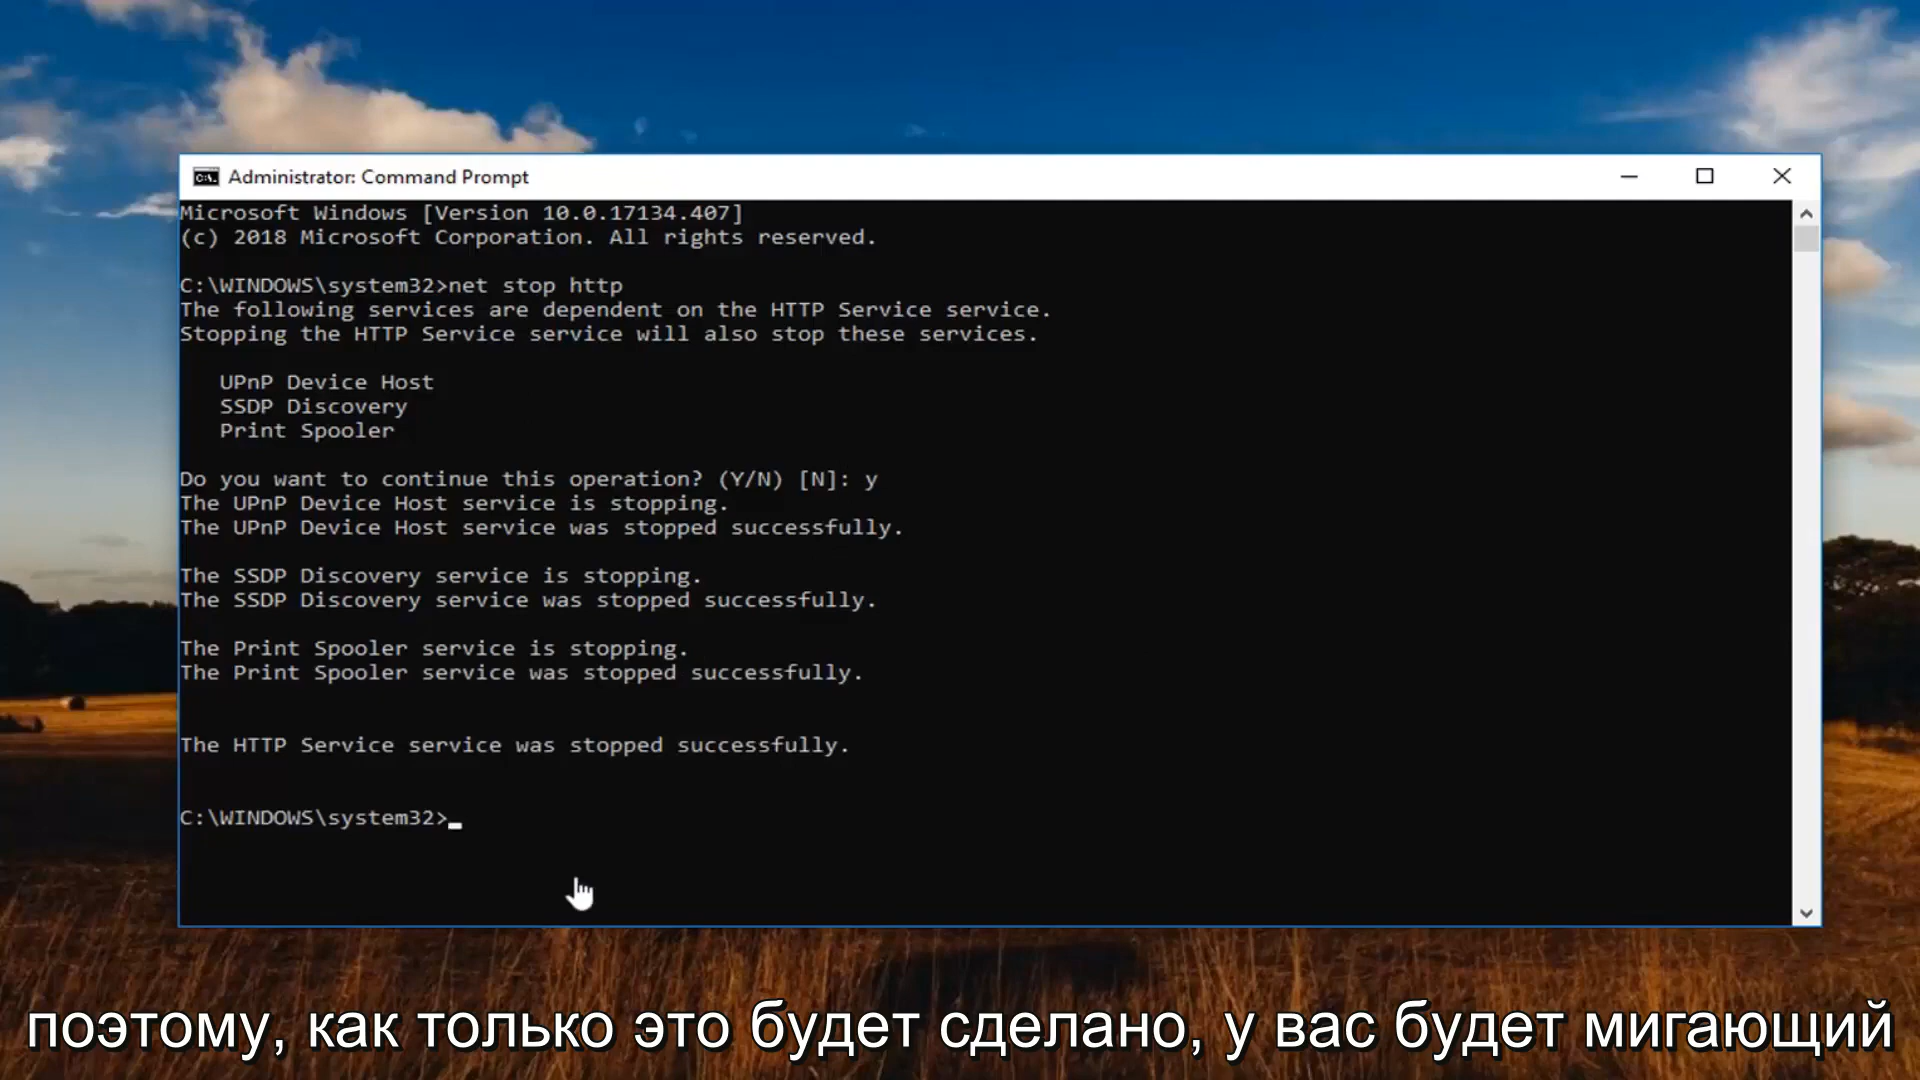 Administrator: Command Prompt
Microsoft Windows [Version 10.0.17134.407]
(c) 2018 Microsoft Corporation. All rights reserved.
C:\WINDOWS\system32>net stop http
The following services are dependent on the HTTP Service service.
Stopping the HTTP Service service will also stop these services.
UPnP Device Host
SSDP Discovery
Print Spooler
Do you want to continue this operation? (Y/N) [N]: y
The UPnP Device Host service is stopping.
The UPnP Device Host service was stopped successfully.
The SSDP Discovery service is stopping.
The SSDP Discovery service was stopped successfully.
The Print Spooler service is stopping.
The Print Spooler service was stopped successfully.
The HTTP Service service was stopped successfully.
C:\WINDOWS\system32>
поэтому, как только это будет сделано, у вас будет мигающий